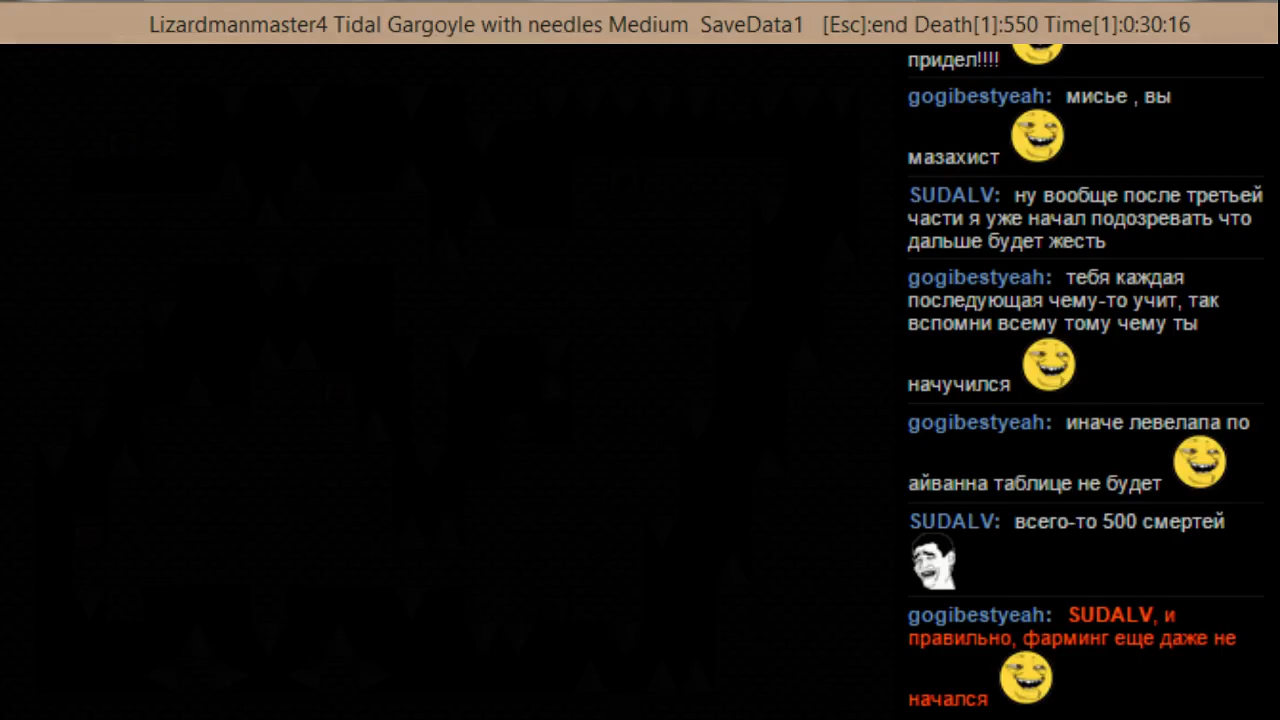 Lizardmanmaster4 Tidal Gargoyle with needles Medium SaveData1 [Esc]:end Death[1]:550 Time[1]:0:30:16
придел!!!!
gogibestyeah: мисье , вы
мазахист
SUDALV: ну вообще после третьей
части я уже начал подозревать что
дальше будет жесть
gogibestyeah: тебя каждая
последующая чему-то учит, так
вспомни всему тому чему ты
начучился
gogibestyeah: иначе левелапа по
айванна таблице не будет
SUDALV: всего-то 500 смертей
gogibestyeah: SUDALV, и
правильно, фарминг еще даже не
начался